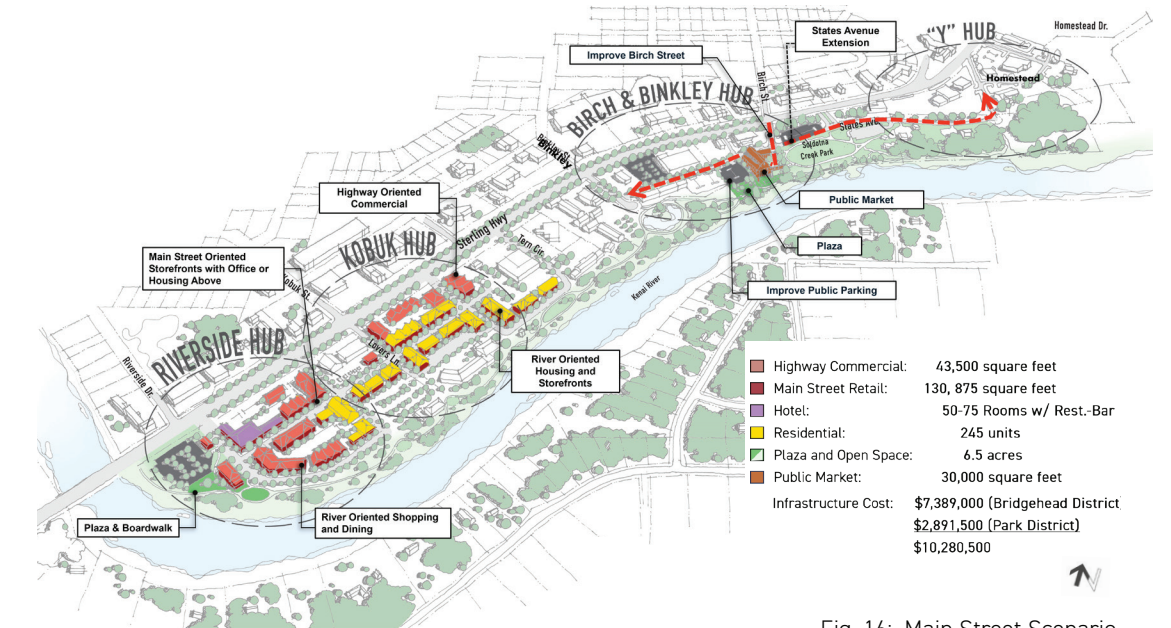 Homestead Dr.
States Avenue
Extension
"Y" HUB
Improve Birch Street
Birch St.
Homestead
BIRCH & BINKLEY HUB
States Ave
Soldotna
Creek Park
Binkley
Highway Oriented
Commercial
Public Market
Sterling Hwy
Plaza
Main Street Oriented
Storefronts with Office or
Housing Above
KOBUK HUB
Tern Cir.
Kobuk St.
Kenai River
Improve Public Parking
RIVERSIDE HUB
Lovers Ln.
River Oriented
Housing and
Storefronts
Riverside Dr.
Highway Commercial: 43,500 square feet
Main Street Retail: 130, 875 square feet
Hotel: 50-75 Rooms w/ Rest.-Bar
Residential: 245 units
Plaza and Open Space: 6.5 acres
Public Market: 30,000 square feet
Infrastructure Cost: $7,389,000 (Bridgehead District
$2,891,500 (Park District)
$10,280,500
Plaza & Boardwalk
River Oriented Shopping
and Dining
N
Fig. 14: Main Street Scenario